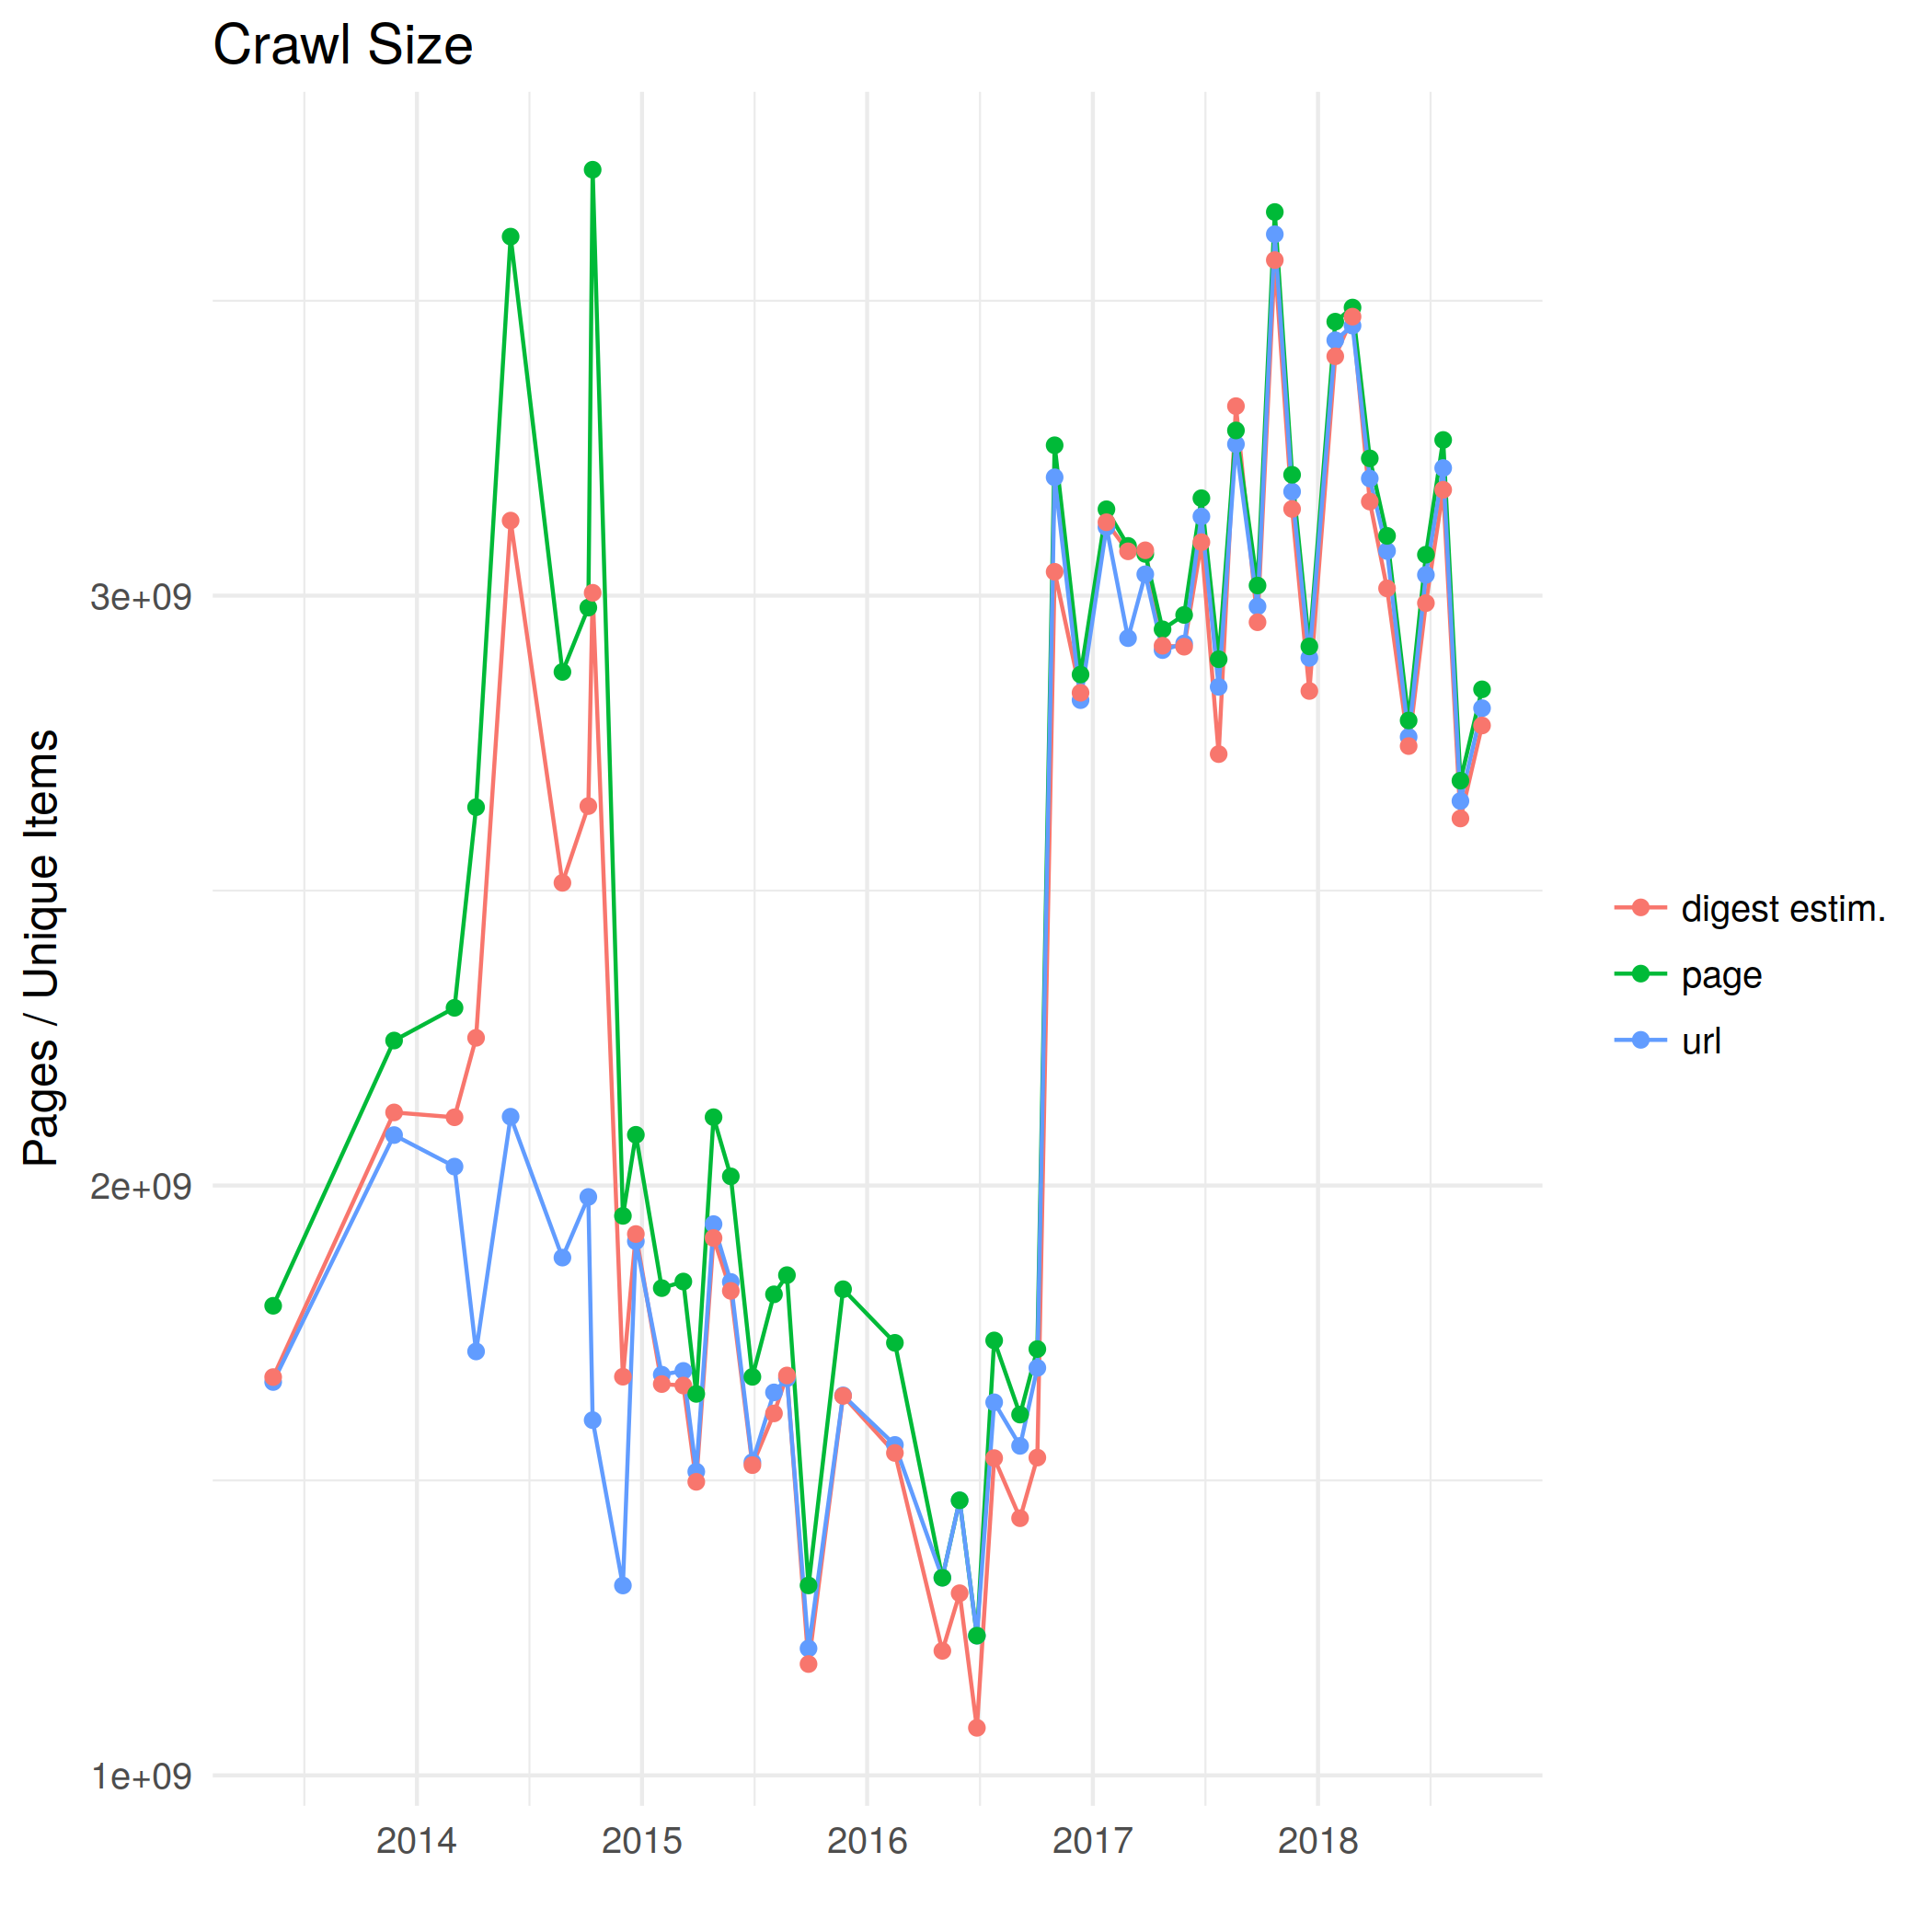 Crawl Size
Pages / Unique Items
3e+09
2e+09
1e+09
2014
2015
2016
2017
2018
digest estim.
page
url